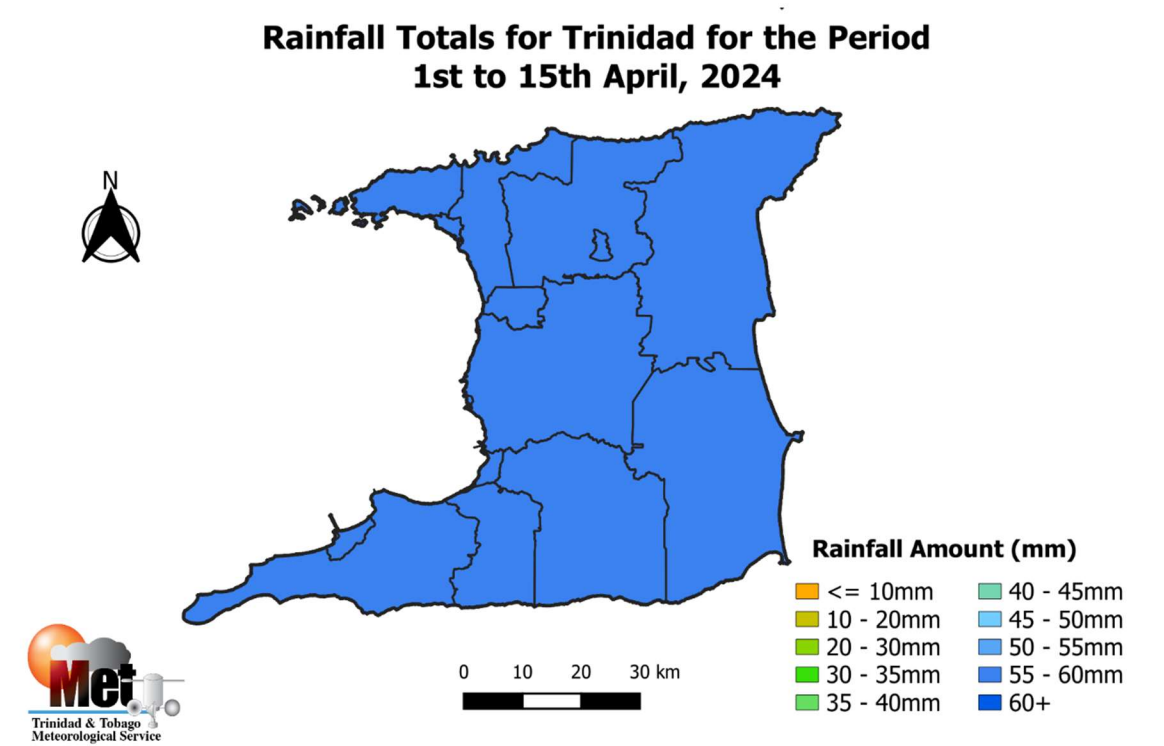 Rainfall Totals for Trinidad for the Period
1st to 15th April, 2024
N
Rainfall Amount (mm)
<= 10mm
10 - 20mm
20 - 30mm
30 - 35mm
35 - 40mm
40 - 45mm
45 - 50mm
50 - 55mm
55 - 60mm
60+
0 10 20 30 km
Met
Trinidad & Tobago
Meteorological Service